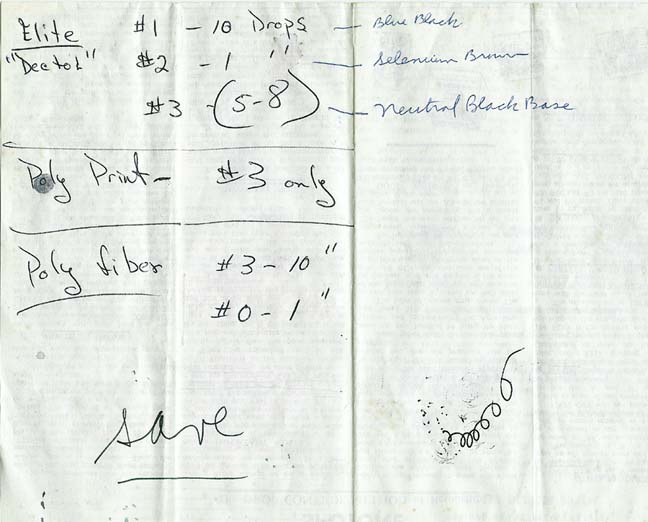 Elite #1 - 10 Drops — Blue Black
"Dectol" #2 - 1 " — Selenium Brown
#3 - (5-8) — Neutral Black Base
Poly Print - #3 only
Poly fiber #3 - 10 "
#0 - 1 "
save